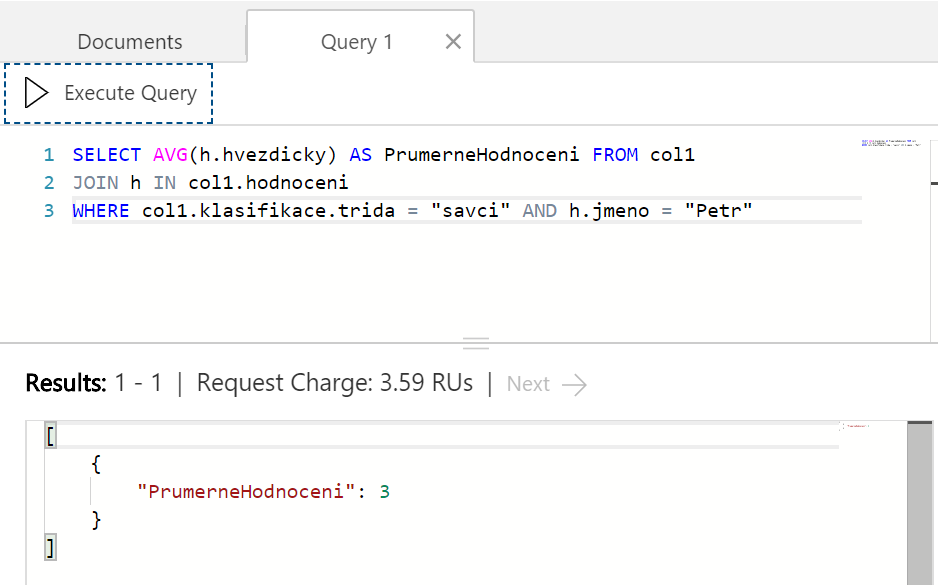 Documents
Query 1
Execute Query
1 SELECT AVG(h.hvezdicky) AS PrumerneHodnoceni FROM col1
2 JOIN h IN col1.hodnoceni
3 WHERE col1.klasifikace.trida = "savci" AND h.jmeno = "Petr"
Results: 1 - 1 | Request Charge: 3.59 RUs | Next
[
{
"PrumerneHodnoceni": 3
}
]